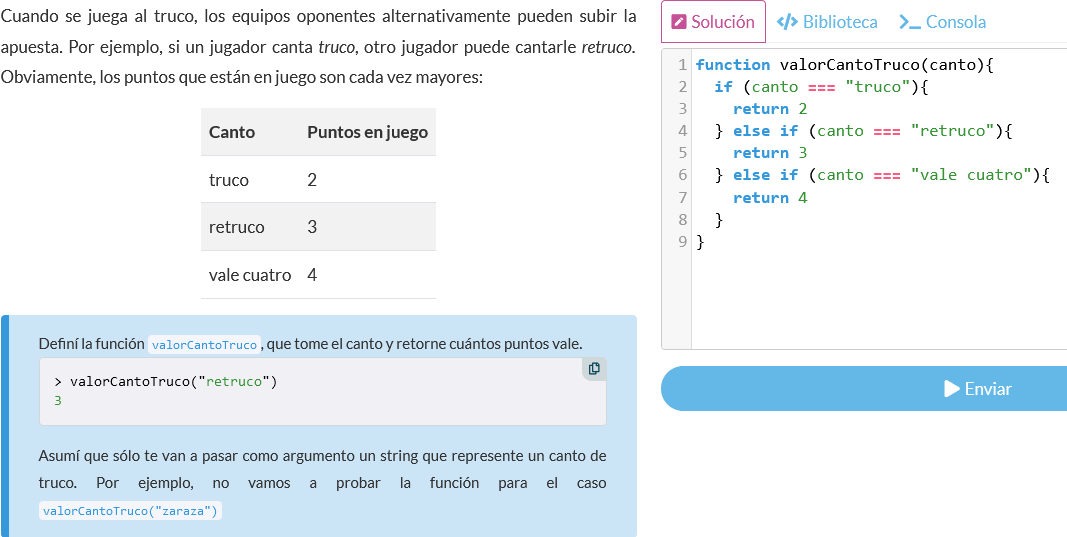 Cuando se juega al truco, los equipos oponentes alternativamente pueden subir la
apuesta. Por ejemplo, si un jugador canta truco, otro jugador puede cantarle retruco.
Obviamente, los puntos que están en juego son cada vez mayores:
Canto Puntos en juego
truco 2
retruco 3
vale cuatro 4
Definí la función valorCantoTruco, que tome el canto y retorne cuántos puntos vale.
> valorCantoTruco("retruco")
3
Asumí que sólo te van a pasar como argumento un string que represente un canto de
truco. Por ejemplo, no vamos a probar la función para el caso
valorCantoTruco("zaraza")
Solución Biblioteca Consola
1 function valorCantoTruco(canto){
2 if (canto === "truco"){
3 return 2
4 } else if (canto === "retruco"){
5 return 3
6 } else if (canto === "vale cuatro"){
7 return 4
8 }
9 }
Enviar